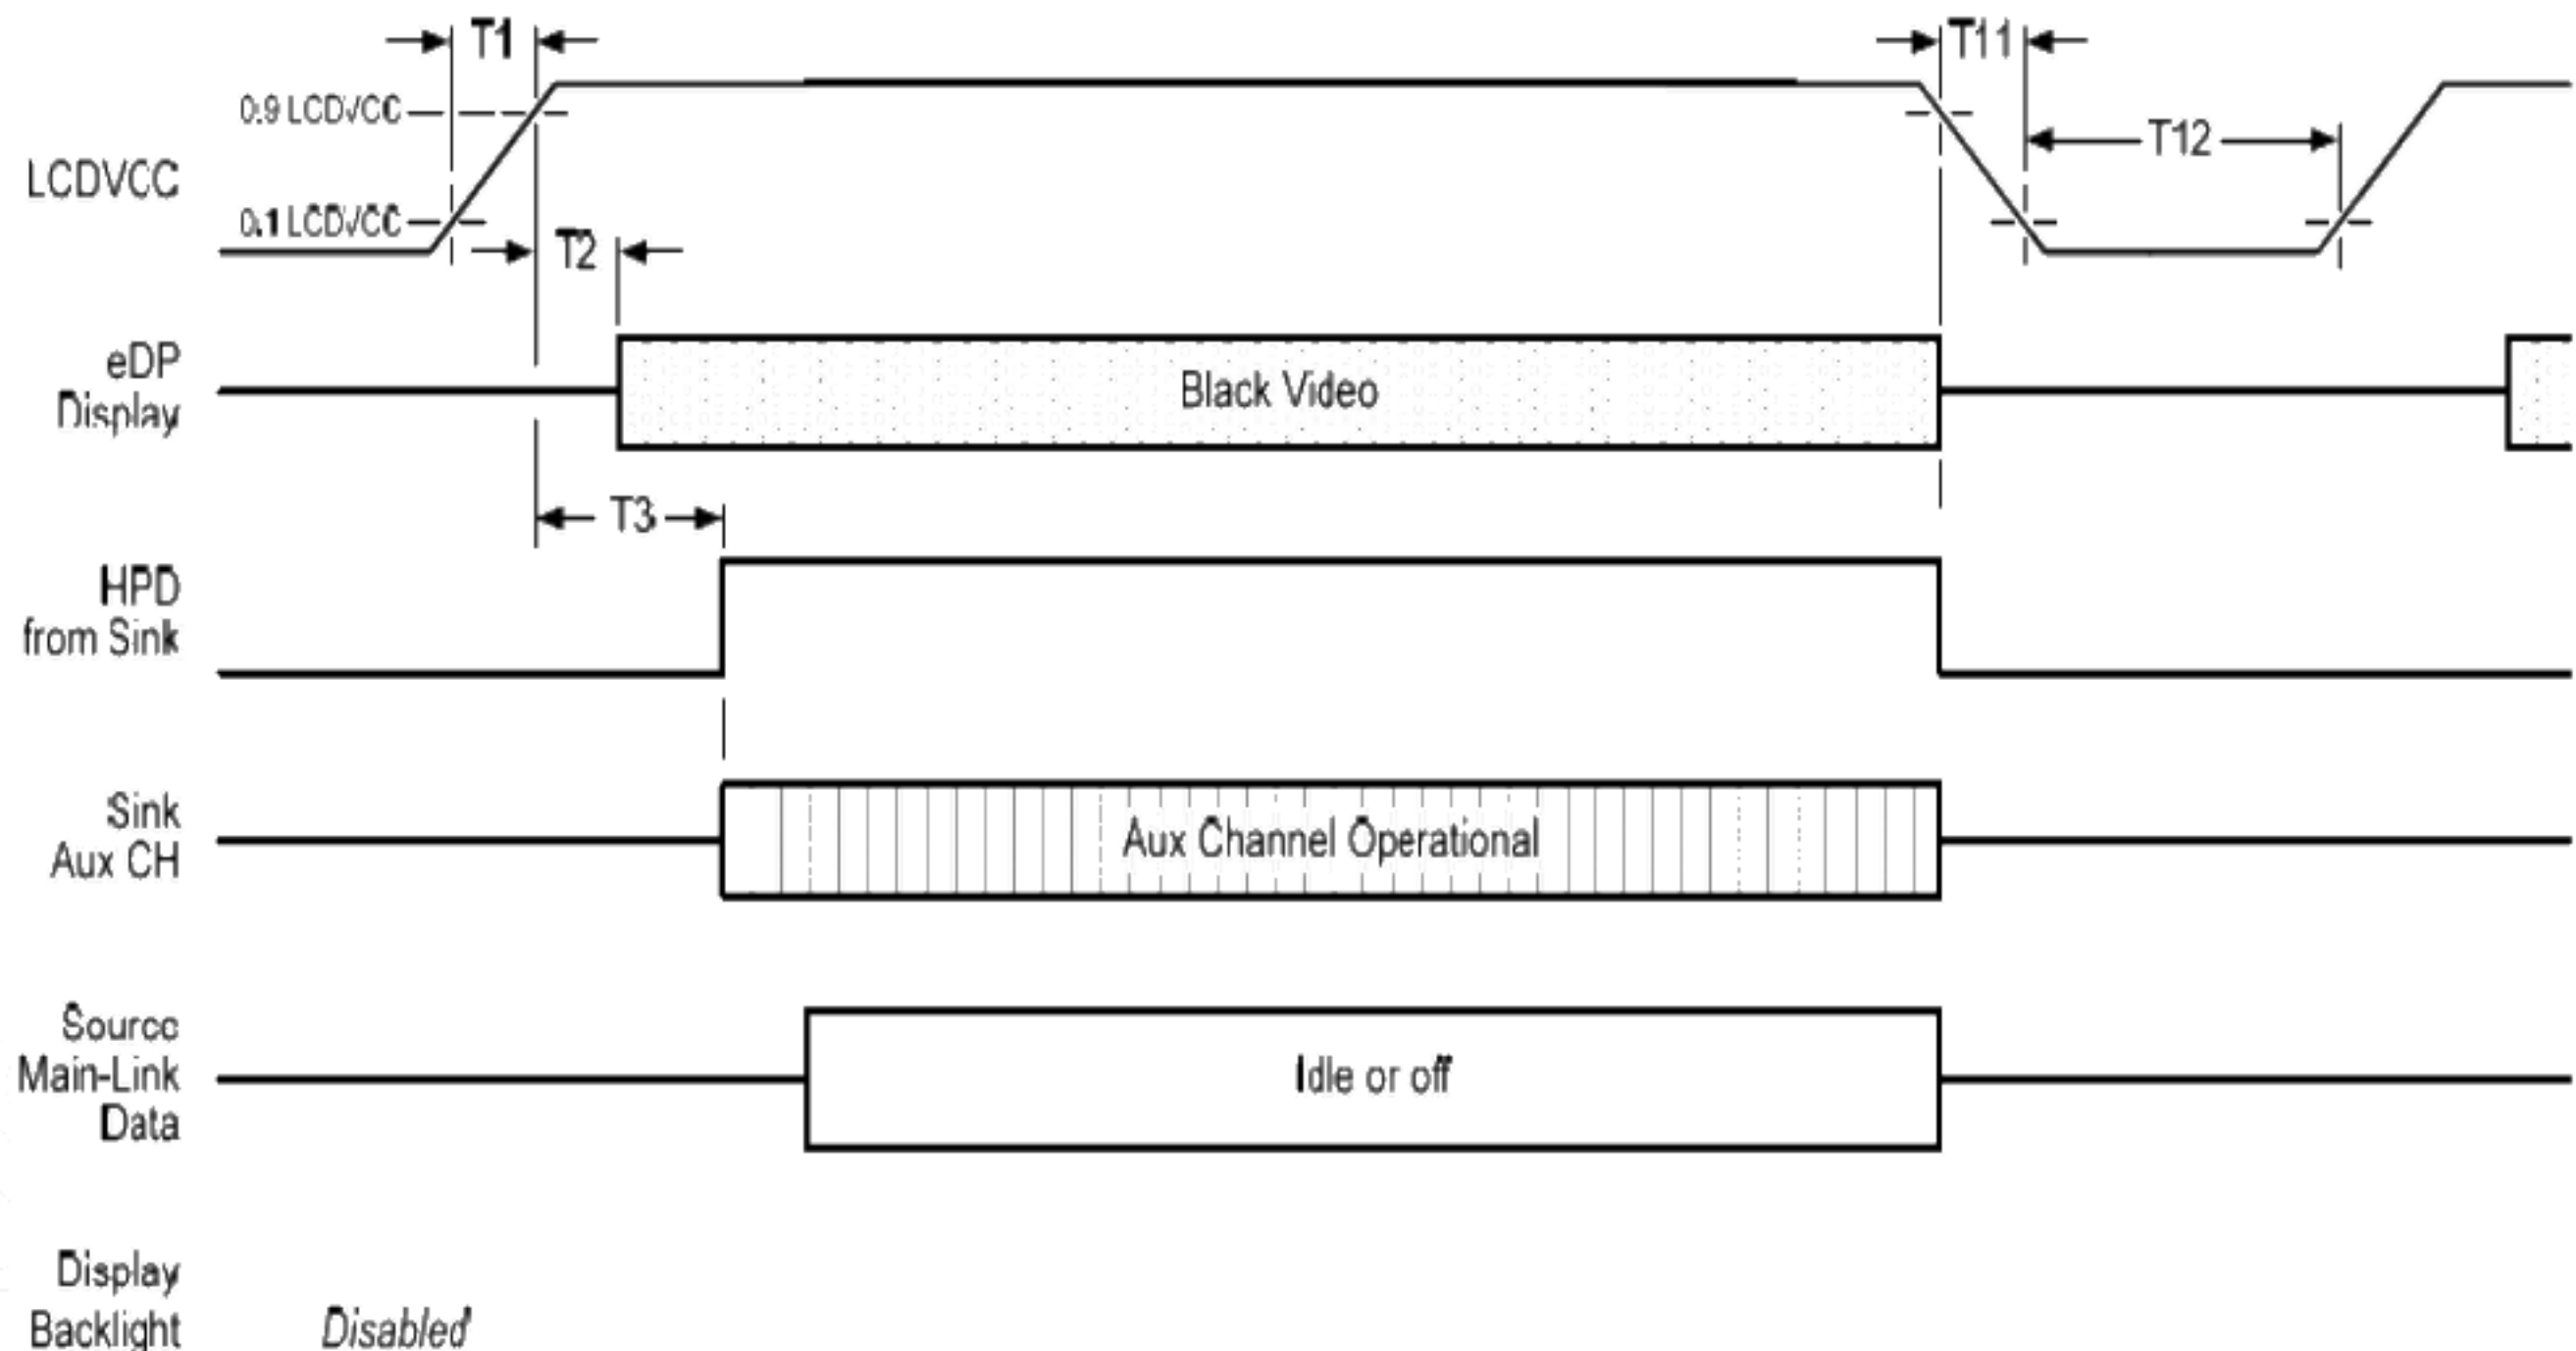 T1
T11
0.9 LCDVCC
T12
LCDVCC
0.1 LCDVCC
T2
eDP
Display
Black Video
T3
HPD
from Sink
Sink
Aux CH
Aux Channel Operational
Source
Main-Link
Data
Idle or off
Display
Backlight
Disabled